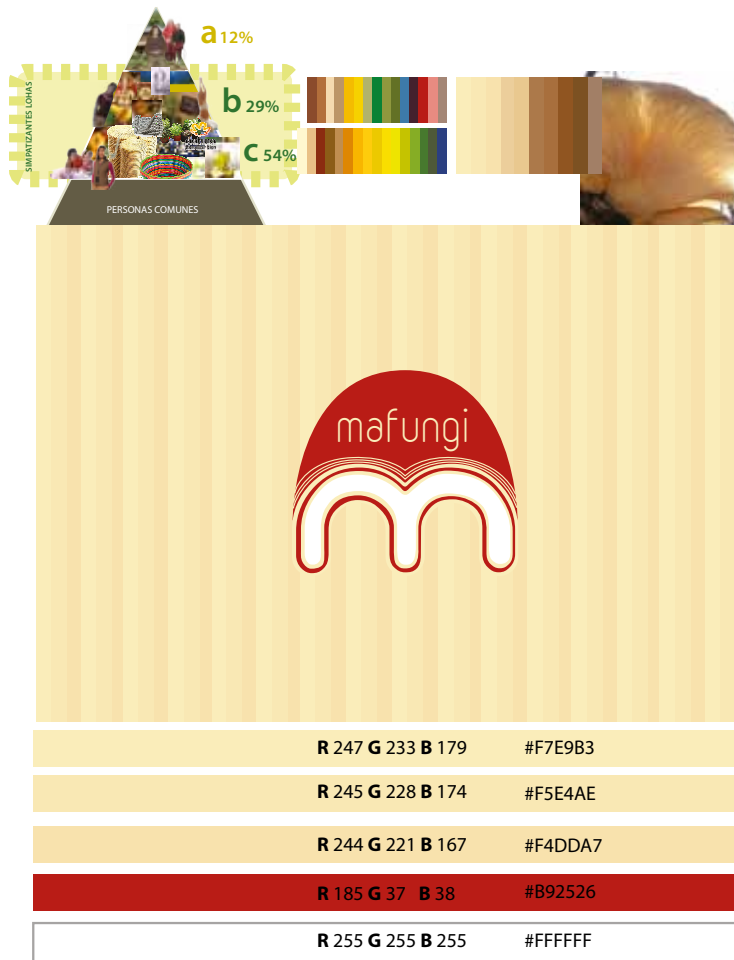 a 12%
SIMPATIZANTES LOHAS
b 29%
C 54%
PERSONAS COMUNES
mafungi
R 247 G 233 B 179 #F7E9B3
R 245 G 228 B 174 #F5E4AE
R 244 G 221 B 167 #F4DDA7
R 185 G 37 B 38 #B92526
R 255 G 255 B 255 #FFFFFF